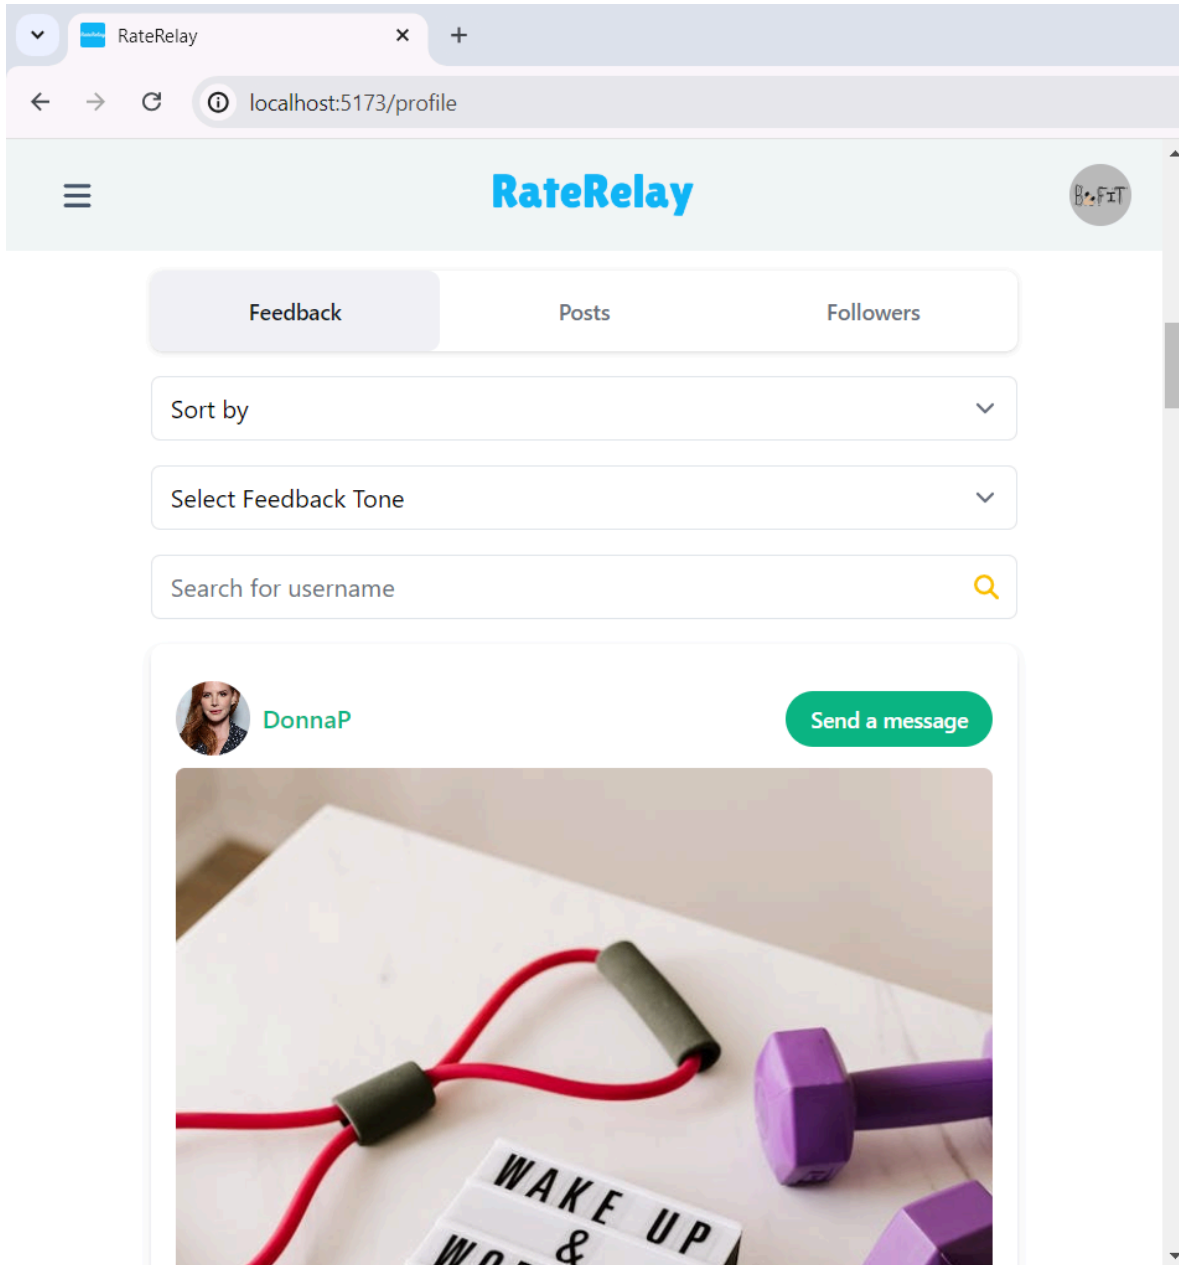 RateRelay
localhost:5173/profile
RateRelay
BeFIT
Feedback
Posts
Followers
Sort by
Select Feedback Tone
Search for username
DonnaP
Send a message
WAKE UP
&